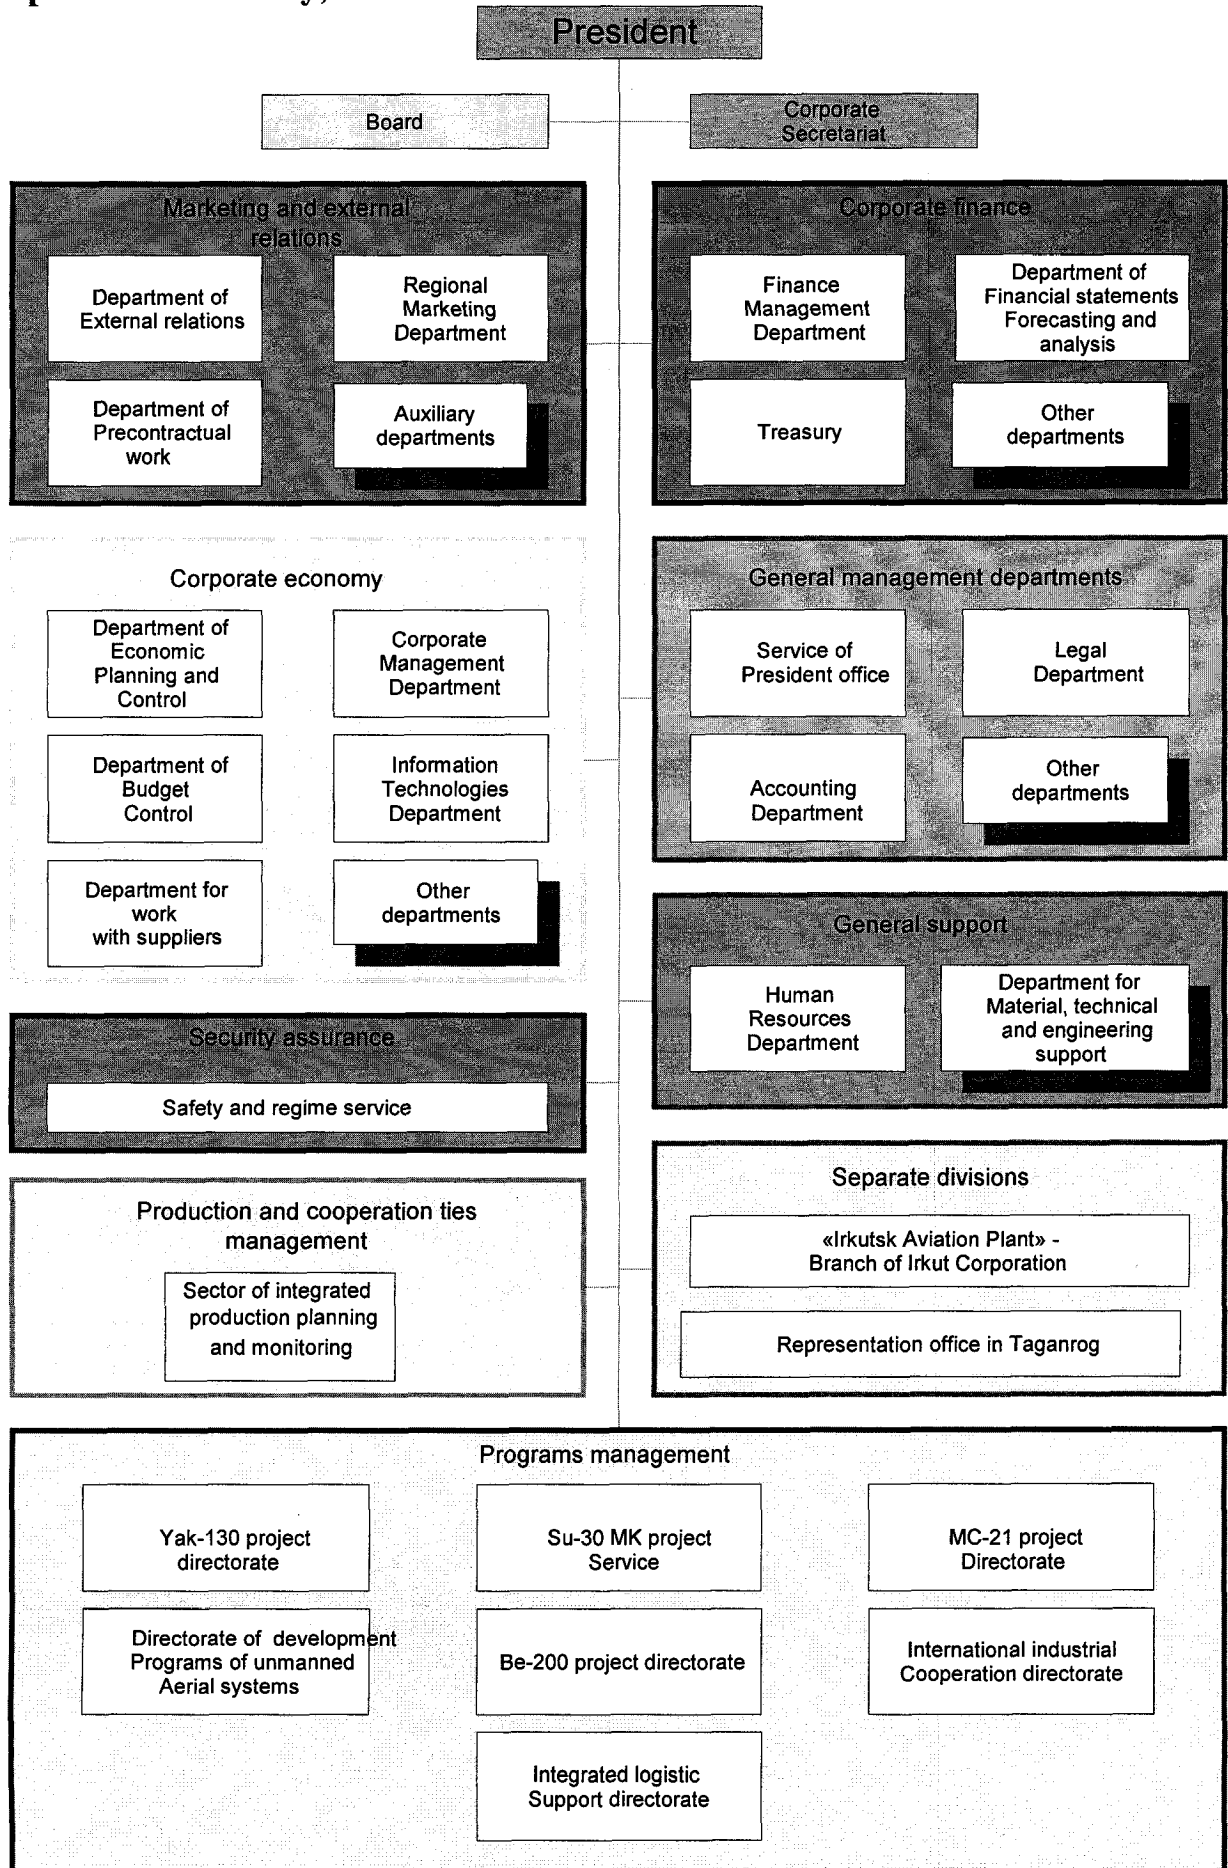 President
Board
Corporate
Secretariat
Marketing and external
relations
Department of
External relations
Regional
Marketing
Department
Department of
Precontractual
work
Auxiliary
departments
Corporate finance
Finance
Management
Department
Department of
Financial statements
Forecasting and
analysis
Treasury
Other
departments
Corporate economy
Department of
Economic
Planning and
Control
Corporate
Management
Department
Department of
Budget
Control
Information
Technologies
Department
Department for
work
with suppliers
Other
departments
General management departments
Service of
President office
Legal
Department
Accounting
Department
Other
departments
General support
Human
Resources
Department
Department for
Material, technical
and engineering
support
Security assurance
Safety and regime service
Production and cooperation ties
management
Sector of integrated
production planning
and monitoring
Separate divisions
«Irkutsk Aviation Plant» -
Branch of Irkut Corporation
Representation office in Taganrog
Programs management
Yak-130 project
directorate
Su-30 MK project
Service
MC-21 project
Directorate
Directorate of development
Programs of unmanned
Aerial systems
Be-200 project directorate
International industrial
Cooperation directorate
Integrated logistic
Support directorate